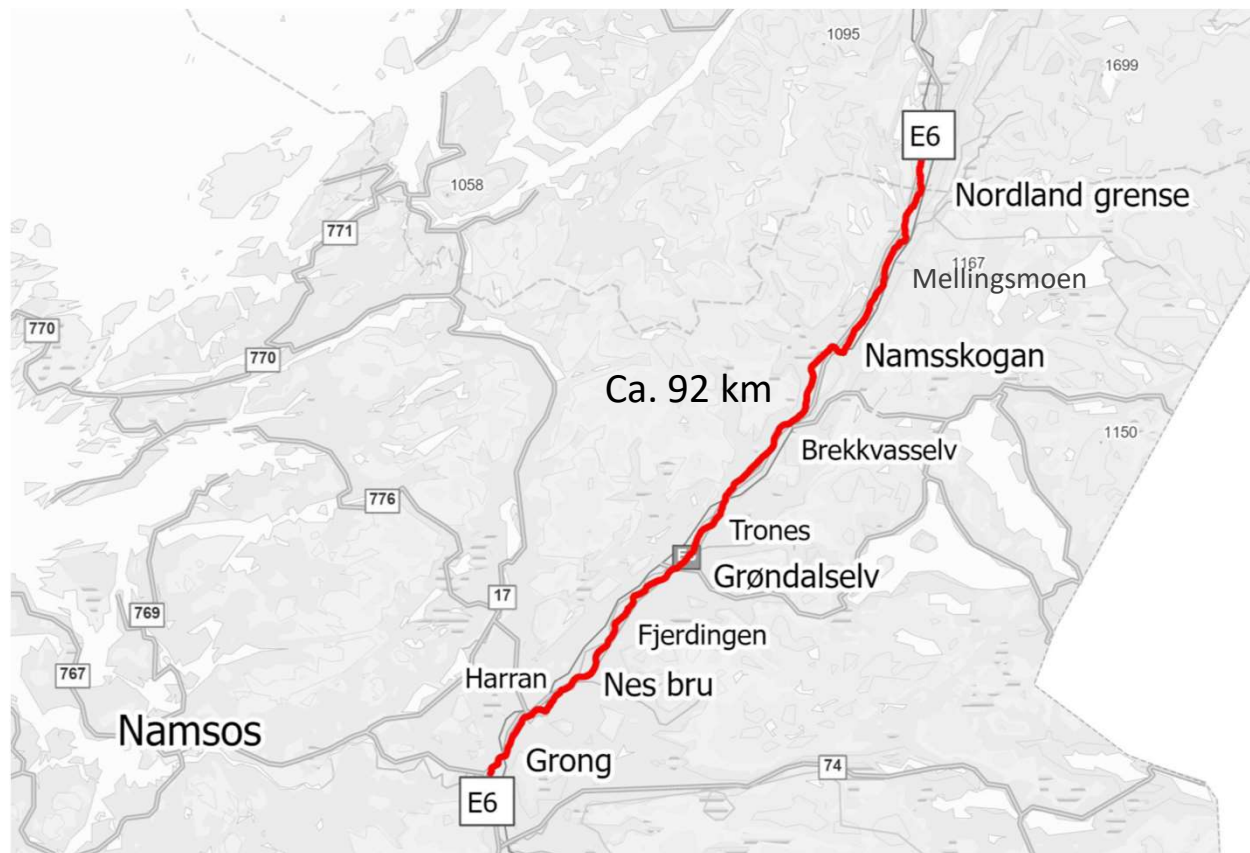 1095
1699
E6
1058
Nordland grense
771
1167
Mellingsmoen
770
770
Namsskogan
Ca. 92 km
1150
Brekkvasselv
776
Trones
Grøndalselv
17
769
Fjerdingen
767
Harran
Nes bru
Namsos
Grong
74
E6